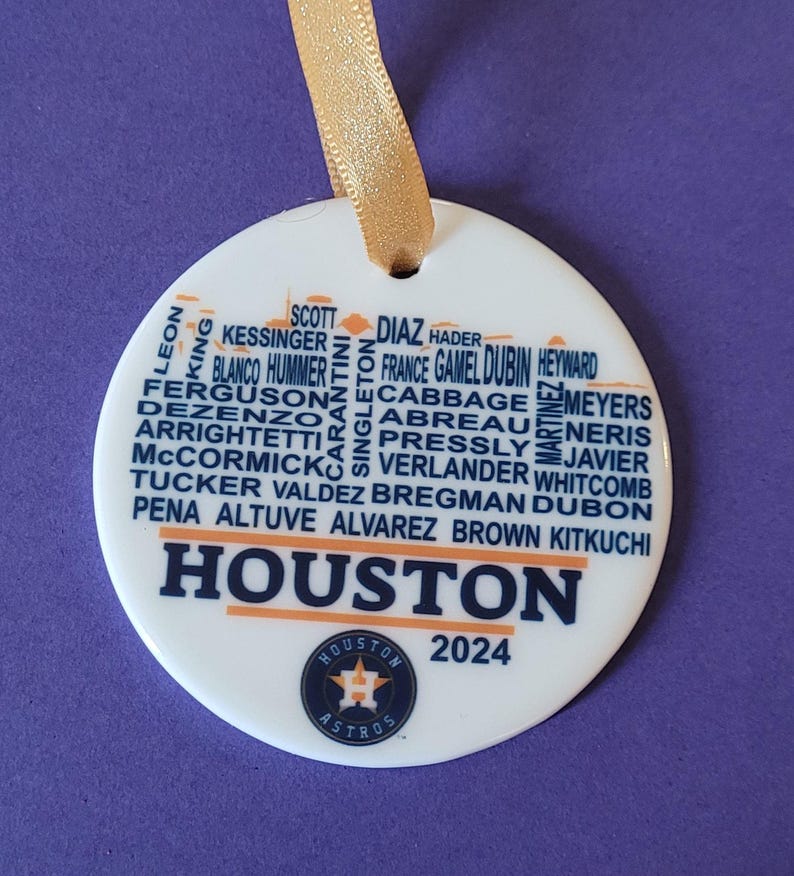 LEON
KING
SCOTT
KESSINGER
BLANCO HUMMER
CARANTINI
SINGLETON
DIAZ HADER
FRANCE GAMEL DUBIN HEYWARD
FERGUSON CABBAGE MARTINEZ MEYERS
DEZENZO ABREAU NERIS
ARRIGHTETTI PRESSLY JAVIER
McCORMICK VERLANDER WHITCOMB
TUCKER VALDEZ BREGMAN DUBON
PENA ALTUVE ALVAREZ BROWN KITKUCHI
HOUSTON
2024
HOUSTON
H
ASTROS
TM